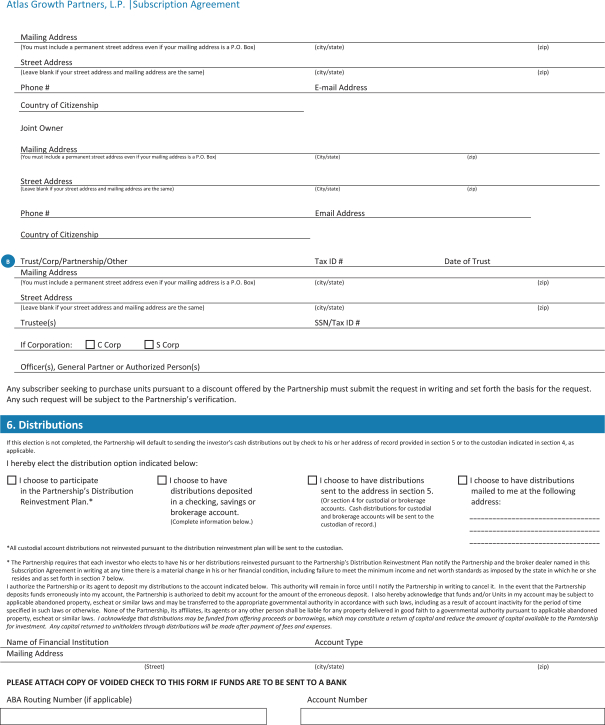 Atlas Growth Partners, L.P. |Subscription Agreement
Mailing Address
(You must include a permanent street address even if your mailing address is a P.O. Box) (city/state) (zip)
Street Address
(Leave blank if your street address and mailing address are the same) (city/state) (zip)
Phone # E-mail Address
Country of Citizenship
Joint Owner
Mailing Address
(You must include a permanent street address even if your mailing address is a P.O. Box) (City/state) (zip)
Street Address
(Leave blank if your street address and mailing address are the same) (City/state) (zip)
Phone # Email Address
Country of Citizenship
B Trust/Corp/Partnership/Other Tax ID # Date of Trust
Mailing Address
(You must include a permanent street address even if your mailing address is a P.O. Box) (city/state) (zip)
Street Address
(Leave blank if your street address and mailing address are the same) (city/state) (zip)
Trustee(s) SSN/Tax ID #
If Corporation: C Corp S Corp
Officer(s), General Partner or Authorized Person(s)
Any subscriber seeking to purchase units pursuant to a discount offered by the Partnership must submit the request in writing and set forth the basis for the request.
Any such request will be subject to the Partnership's verification.
6. Distributions
If this election is not completed, the Partnership will default to sending the investor's cash distributions out by check to his or her address of record provided in section 5 or to the custodian indicated in section 4, as
applicable.
I hereby elect the distribution option indicated below:
I choose to participate
in the Partnership's Distribution
Reinvestment Plan.*
I choose to have
distributions deposited
in a checking, savings or
brokerage account.
(Complete information below.)
I choose to have distributions
sent to the address in section 5.
(Or section 4 for custodial or brokerage
accounts. Cash distributions for custodial
and brokerage accounts will be sent to the
custodian of record.)
I choose to have distributions
mailed to me at the following
address:
*All custodial account distributions not reinvested pursuant to the distribution reinvestment plan will be sent to the custodian.
* The Partnership requires that each investor who elects to have his or her distributions reinvested pursuant to the Partnership's Distribution Reinvestment Plan notify the Partnership and the broker dealer named in this
Subscription Agreement in writing at any time there is a material change in his or her financial condition, including failure to meet the minimum income and net worth standards as imposed by the state in which he or she
resides and as set forth in section 7 below.
I authorize the Partnership or its agent to deposit my distributions to the account indicated below. This authority will remain in force until I notify the Partnership in writing to cancel it. In the event that the Partnership
deposits funds erroneously into my account, the Partnership is authorized to debit my account for the amount of the erroneous deposit. I also hereby acknowledge that funds and/or Units in my account may be subject to
applicable abandoned property, escheat or similar laws and may be transferred to the appropriate governmental authority in accordance with such laws, including as a result of account inactivity for the period of time
specified in such laws or otherwise. None of the Partnership, its affiliates, its agents or any other person shall be liable for any property delivered in good faith to a governmental authority pursuant to applicable abandoned
property, escheat or similar laws. I acknowledge that distributions may be funded from offering proceeds or borrowings, which may constitute a return of capital and reduce the amount of capital available to the Partnership
for investment. Any capital returned to unitholders through distributions will be made after payment of fees and expenses.
Name of Financial Institution Account Type
Mailing Address
(Street) (city/state) (zip)
PLEASE ATTACH COPY OF VOIDED CHECK TO THIS FORM IF FUNDS ARE TO BE SENT TO A BANK
ABA Routing Number (if applicable) Account Number